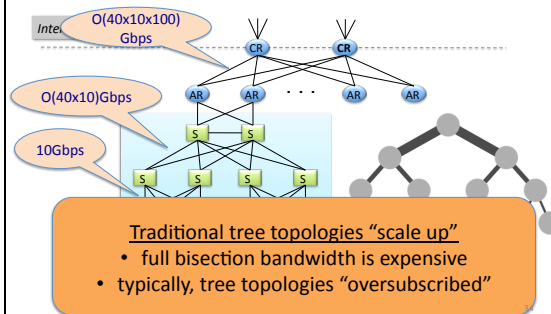 O(40x10x100)
Gbps
CR
CR
O(40x10)Gbps
AR
AR
. . .
AR
AR
S
S
10Gbps
S
S
S
S
Traditional tree topologies “scale up”
• full bisection bandwidth is expensive
• typically, tree topologies “oversubscribed”